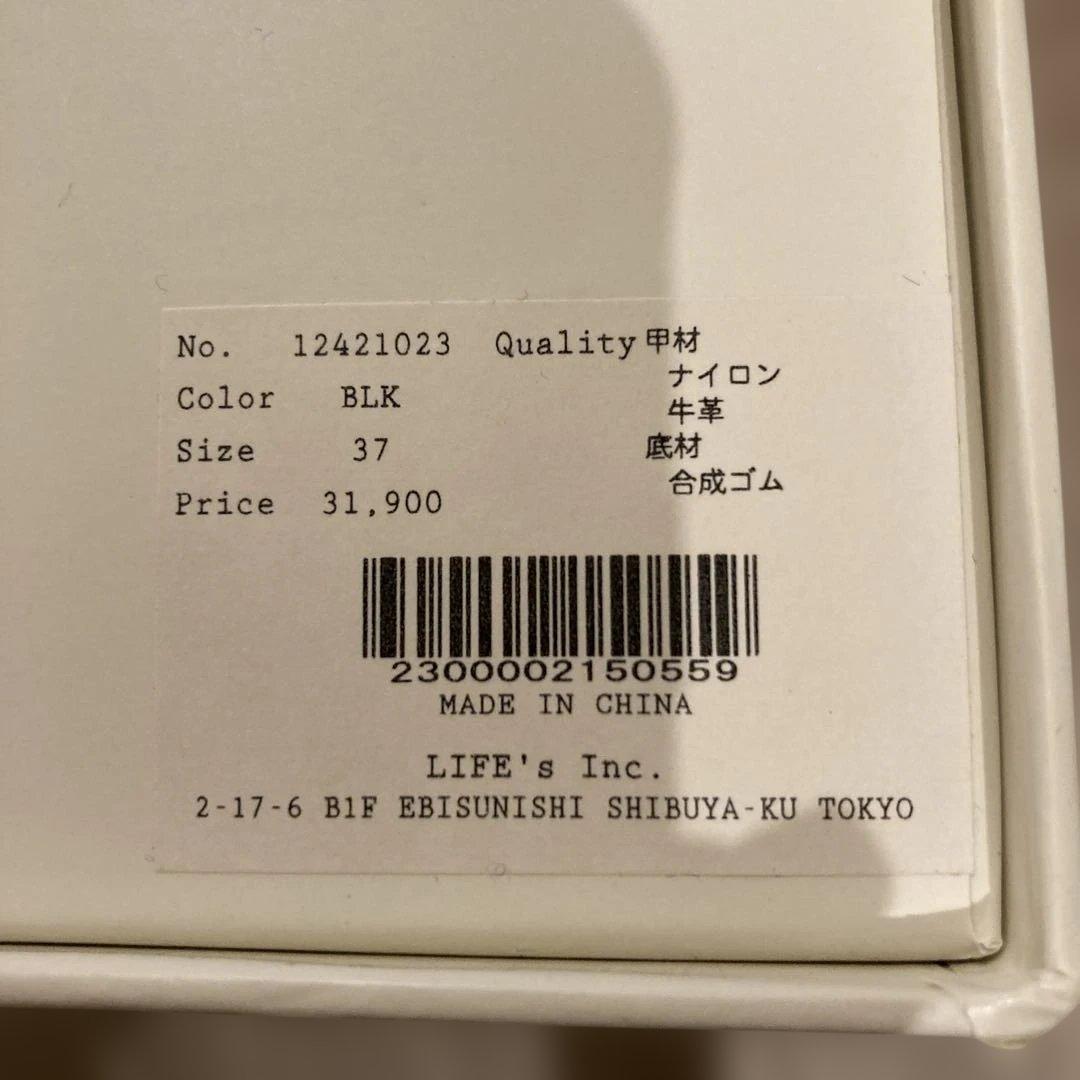 No. 12421023 Quality 甲材
ナイロン
Color BLK
牛革
Size 37
底材
合成ゴム
Price 31,900
2300002150559
MADE IN CHINA
LIFE's Inc.
2-17-6 B1F EBISUNISHI SHIBUYA-KU TOKYO